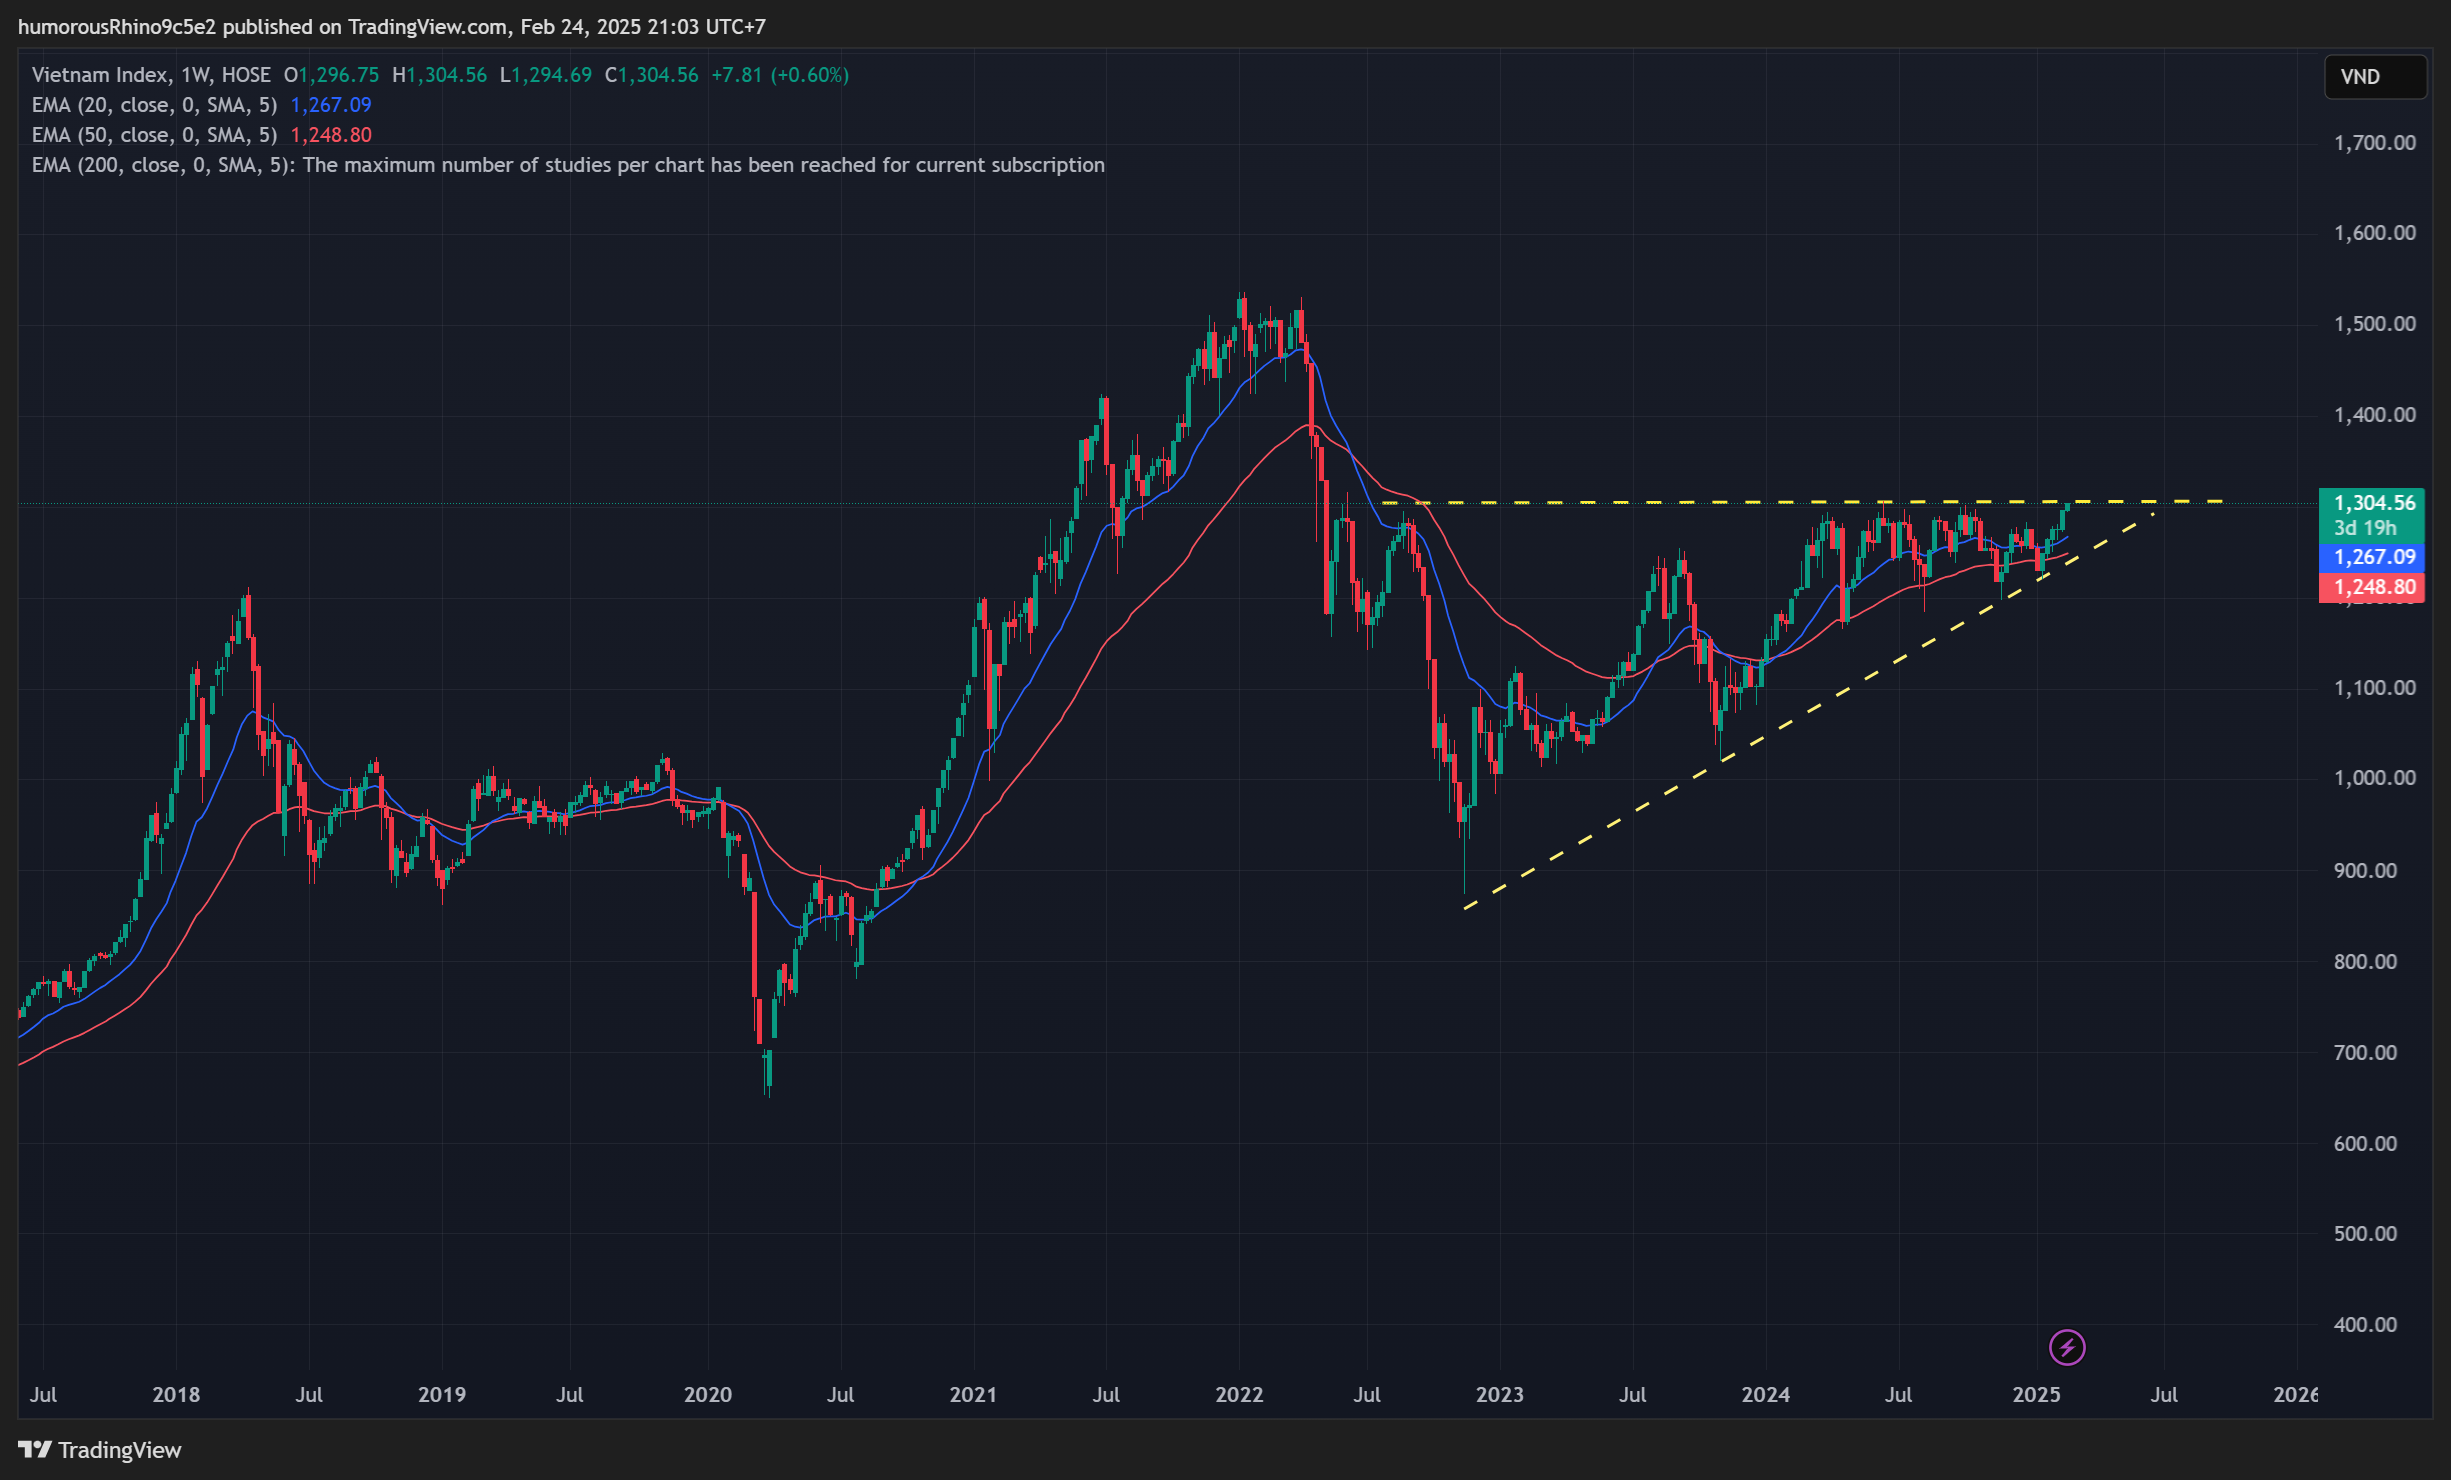 humorousRhino9c5e2 published on TradingView.com, Feb 24, 2025 21:03 UTC+7
Vietnam Index, 1W, HOSE O1,296.75 H1,304.56 L1,294.69 C1,304.56 +7.81 (+0.60%)
VND
EMA (20, close, 0, SMA, 5) 1,267.09
EMA (50, close, 0, SMA, 5) 1,248.80
EMA (200, close, 0, SMA, 5): The maximum number of studies per chart has been reached for current subscription
1,700.00
1,600.00
1,500.00
1,400.00
1,304.56
3d 19h
1,267.09
1,248.80
1,100.00
1,000.00
900.00
800.00
700.00
600.00
500.00
400.00
Jul 2018 Jul 2019 Jul 2020 Jul 2021 Jul 2022 Jul 2023 Jul 2024 Jul 2025 Jul 2026
TradingView